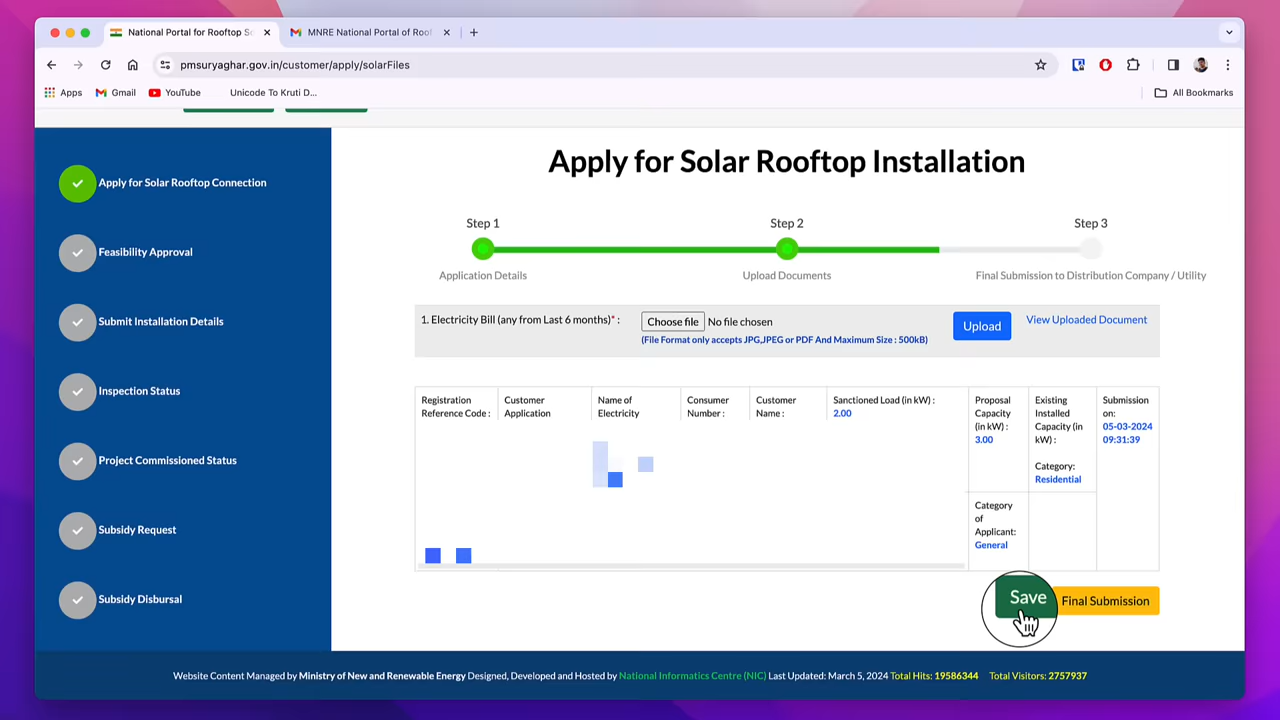 National Portal for Rooftop S
MNRE National Portal of Roof
pmsuryaghar.gov.in/customer/apply/solarFiles
Apps
Gmail
YouTube
Unicode To Kruti D...
All Bookmarks
Apply for Solar Rooftop Connection
Feasibility Approval
Submit Installation Details
Inspection Status
Project Commissioned Status
Subsidy Request
Subsidy Disbursal
Apply for Solar Rooftop Installation
Step 1
Step 2
Step 3
Application Details
Upload Documents
Final Submission to Distribution Company / Utility
1. Electricity Bill (any from Last 6 months)* :
Choose file No file chosen
(File Format only accepts JPG,JPEG or PDF And Maximum Size : 500kB)
Upload
View Uploaded Document
Registration
Reference Code :
Customer
Application
Name of
Electricity
Consumer
Number :
Customer
Name :
Sanctioned Load (in kW) :
2.00
Proposal
Capacity
(in kW) :
3.00
Category
of
Applicant:
General
Existing
Installed
Capacity (in
kW) :
Category:
Residential
Submission
on:
05-03-2024
09:31:39
Save
Final Submission
Website Content Managed by Ministry of New and Renewable Energy Designed, Developed and Hosted by National Informatics Centre (NIC) Last Updated: March 5, 2024 Total Hits: 19586344 Total Visitors: 2757937